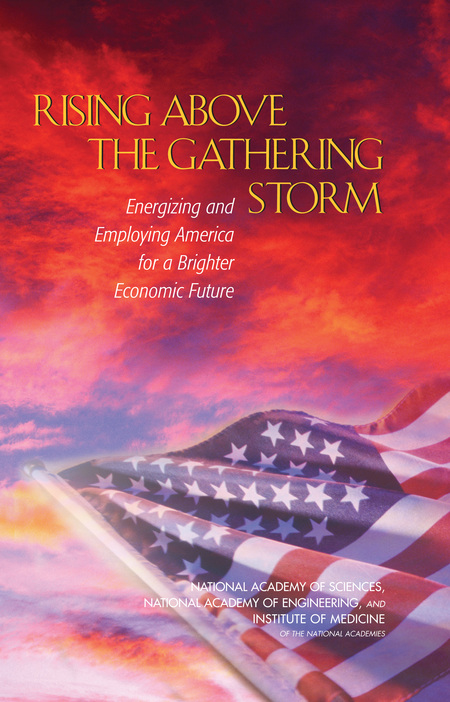 RISING ABOVE
THE GATHERING
STORM
Energizing and
Employing America
for a Brighter
Economic Future
NATIONAL ACADEMY OF SCIENCES,
NATIONAL ACADEMY OF ENGINEERING, AND
INSTITUTE OF MEDICINE
OF THE NATIONAL ACADEMIES